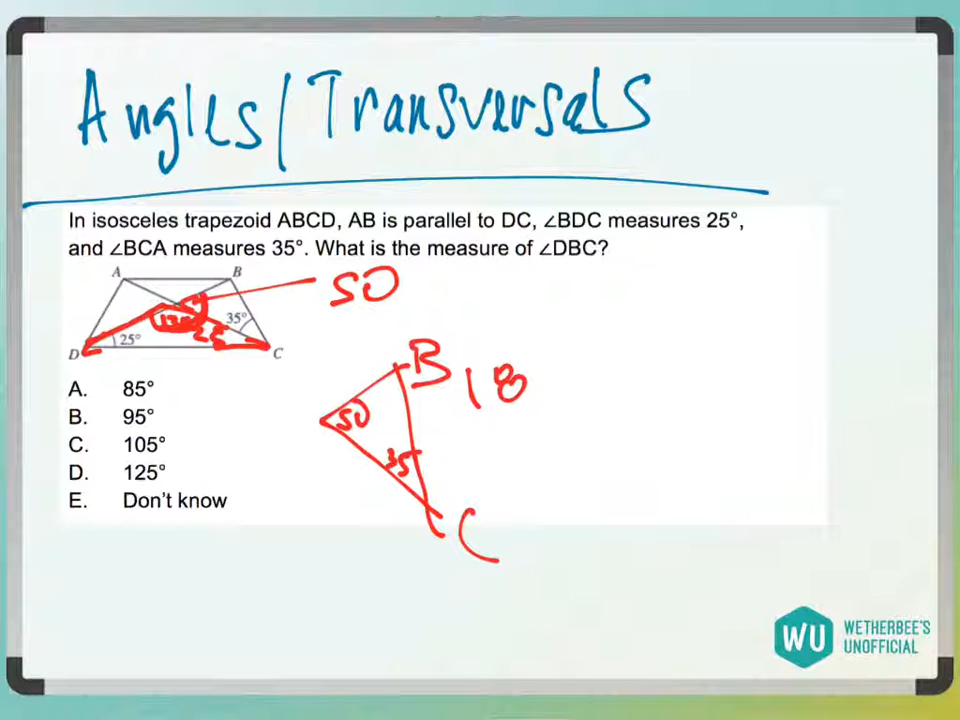 Angles/Transversals
In isosceles trapezoid ABCD, AB is parallel to DC, ∠BDC measures 25°,
and ∠BCA measures 35°. What is the measure of ∠DBC?
A B
50
35°
25
25°
D C
A. 85°
B. 95°
C. 105°
D. 125°
E. Don't know
B
18
50
35
C
WU WETHERBEE'S
UNOFFICIAL